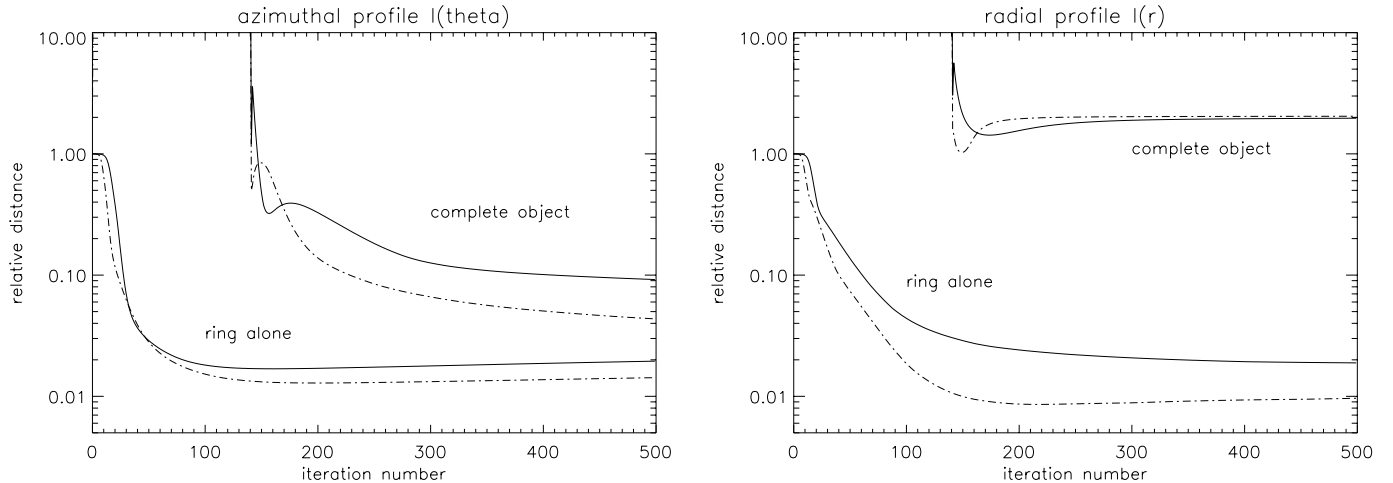 azimuthal profile I(theta)
10.00
1.00
0.10
0.01
relative distance
complete object
ring alone
0 100 200 300 400 500
iteration number
radial profile I(r)
10.00
1.00
0.10
0.01
relative distance
complete object
ring alone
0 100 200 300 400 500
iteration number